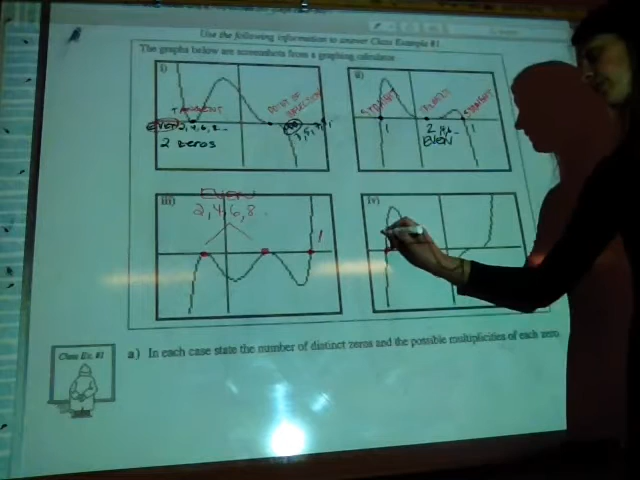 Use the following information to answer Class Example #1
The graphs below are screenshots from a graphing calculator
i)
TANGENT
POINT OF
INFLECTION
EVEN 2,4,6,8...
2 zeros
ii)
STRAIGHT
TANGENT
STRAIGHT
1
2,4,...
1
EVEN
iii)
EVEN
2,4,6,8..
1
iv)
Class Ex. #1
a.) In each case state the number of distinct zeros and the possible multiplicities of each zero